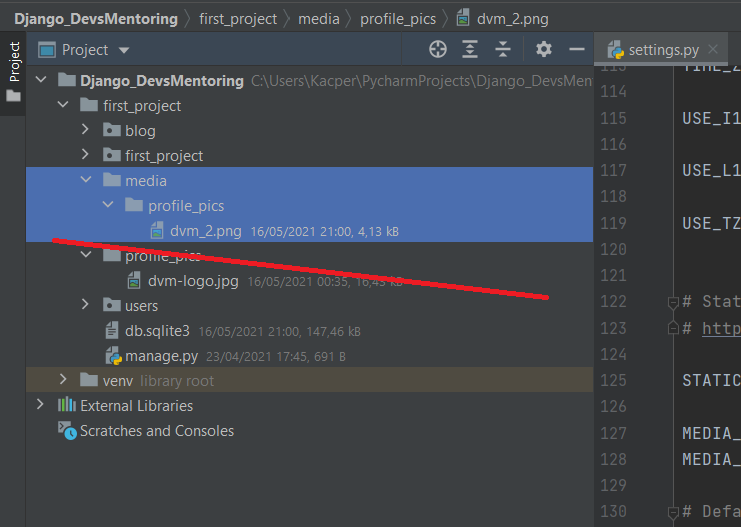 Django_DevsMentoring first_project media profile_pics dvm_2.png
Project
Project
settings.py
Django_DevsMentoring C:\Users\Kacper\PycharmProjects\Django_DevsMen
first_project
blog
first_project
media
profile_pics
dvm_2.png 16/05/2021 21:00, 4,13 kB
profile_pics
dvm-logo.jpg 16/05/2021 00:35, 16,45 kB
users
db.sqlite3 16/05/2021 21:00, 147,46 kB
manage.py 23/04/2021 17:45, 691 B
venv library root
External Libraries
Scratches and Consoles
113 TIME_Z
114
115 USE_I1
116
117 USE_L1
118
119 USE_TZ
120
121
122 # Stat
123 # http
124
125 STATIC
126
127 MEDIA_
128 MEDIA_
129
130 # Defa